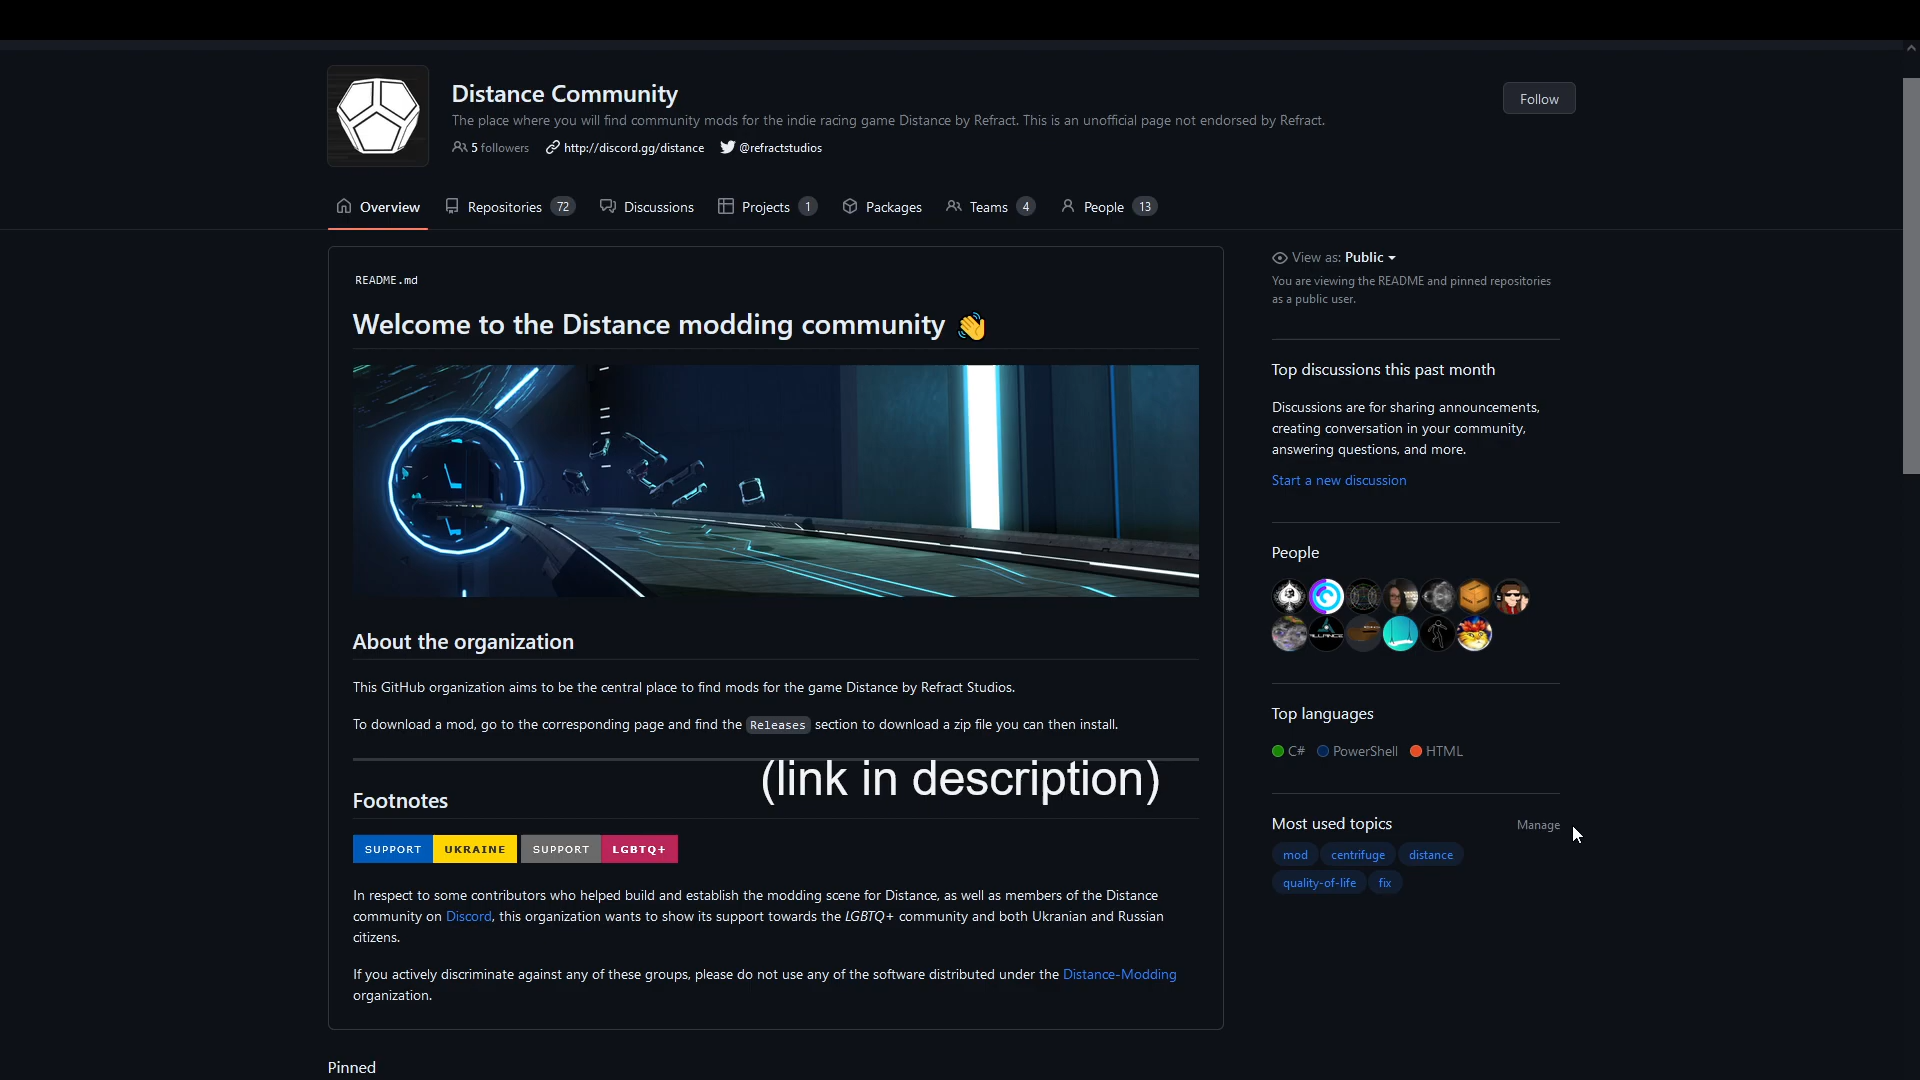 Distance Community
Follow
The place where you will find community mods for the indie racing game Distance by Refract. This is an unofficial page not endorsed by Refract.
5 followers http://discord.gg/distance @refractstudios
Overview Repositories 72 Discussions Projects 1 Packages Teams 4 People 13
README.md
Welcome to the Distance modding community 👋
About the organization
This GitHub organization aims to be the central place to find mods for the game Distance by Refract Studios.
To download a mod, go to the corresponding page and find the Releases section to download a zip file you can then install.
(link in description)
Footnotes
SUPPORT UKRAINE SUPPORT LGBTQ+
In respect to some contributors who helped build and establish the modding scene for Distance, as well as members of the Distance
community on Discord, this organization wants to show its support towards the LGBTQ+ community and both Ukranian and Russian
citizens.
If you actively discriminate against any of these groups, please do not use any of the software distributed under the Distance-Modding
organization.
Pinned
View as: Public
You are viewing the README and pinned repositories
as a public user.
Top discussions this past month
Discussions are for sharing announcements,
creating conversation in your community,
answering questions, and more.
Start a new discussion
People
Top languages
C# PowerShell HTML
Most used topics Manage
mod centrifuge distance
quality-of-life fix